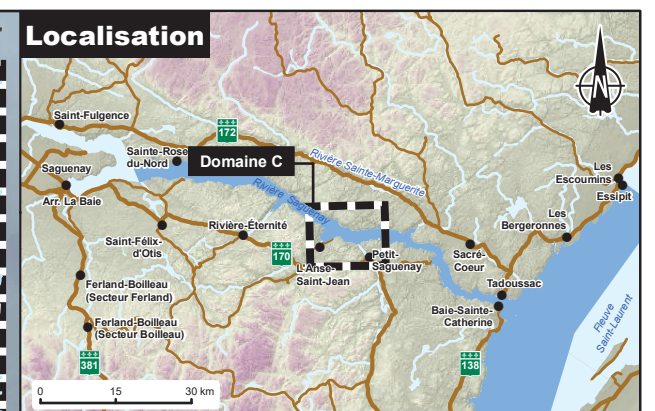 Localisation
N
Saint-Fulgence
172
Sainte-Rose
du-Nord
Domaine C
Rivière Sainte-Marguerite
Les
Escoumins
Essipit
Saguenay
Arr. La Baie
Rivière Saguenay
Les
Bergeronnes
Rivière-Éternité
Saint-Félix-
d'Otis
170
L'Anse-
Saint-Jean
Petit-
Saguenay
Sacré-
Coeur
Tadoussac
Ferland-Boilleau
(Secteur Ferland)
Baie-Sainte-
Catherine
Fleuve
Saint-Laurent
Ferland-Boilleau
(Secteur Boilleau)
381
138
0 15 30 km